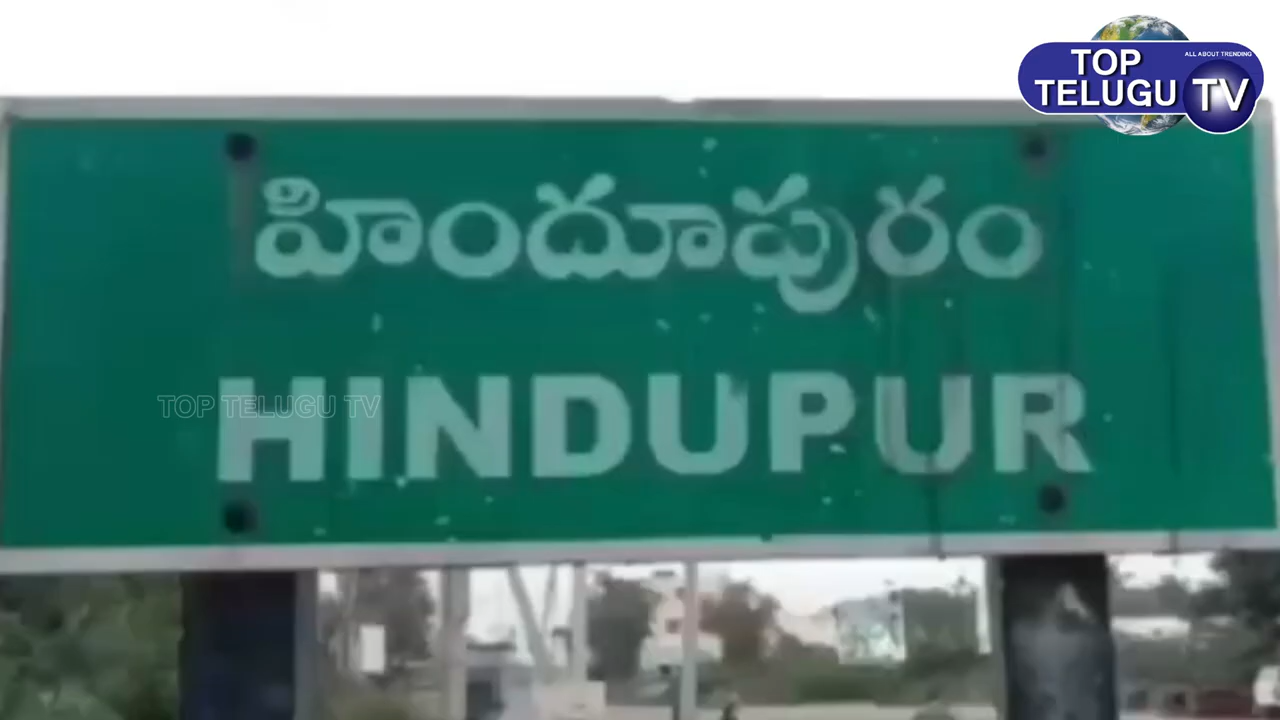 ALL ABOUT TRENDING
TOP
TELUGU TV
హిందూపురం
HINDUPUR
TOP TELUGU TV